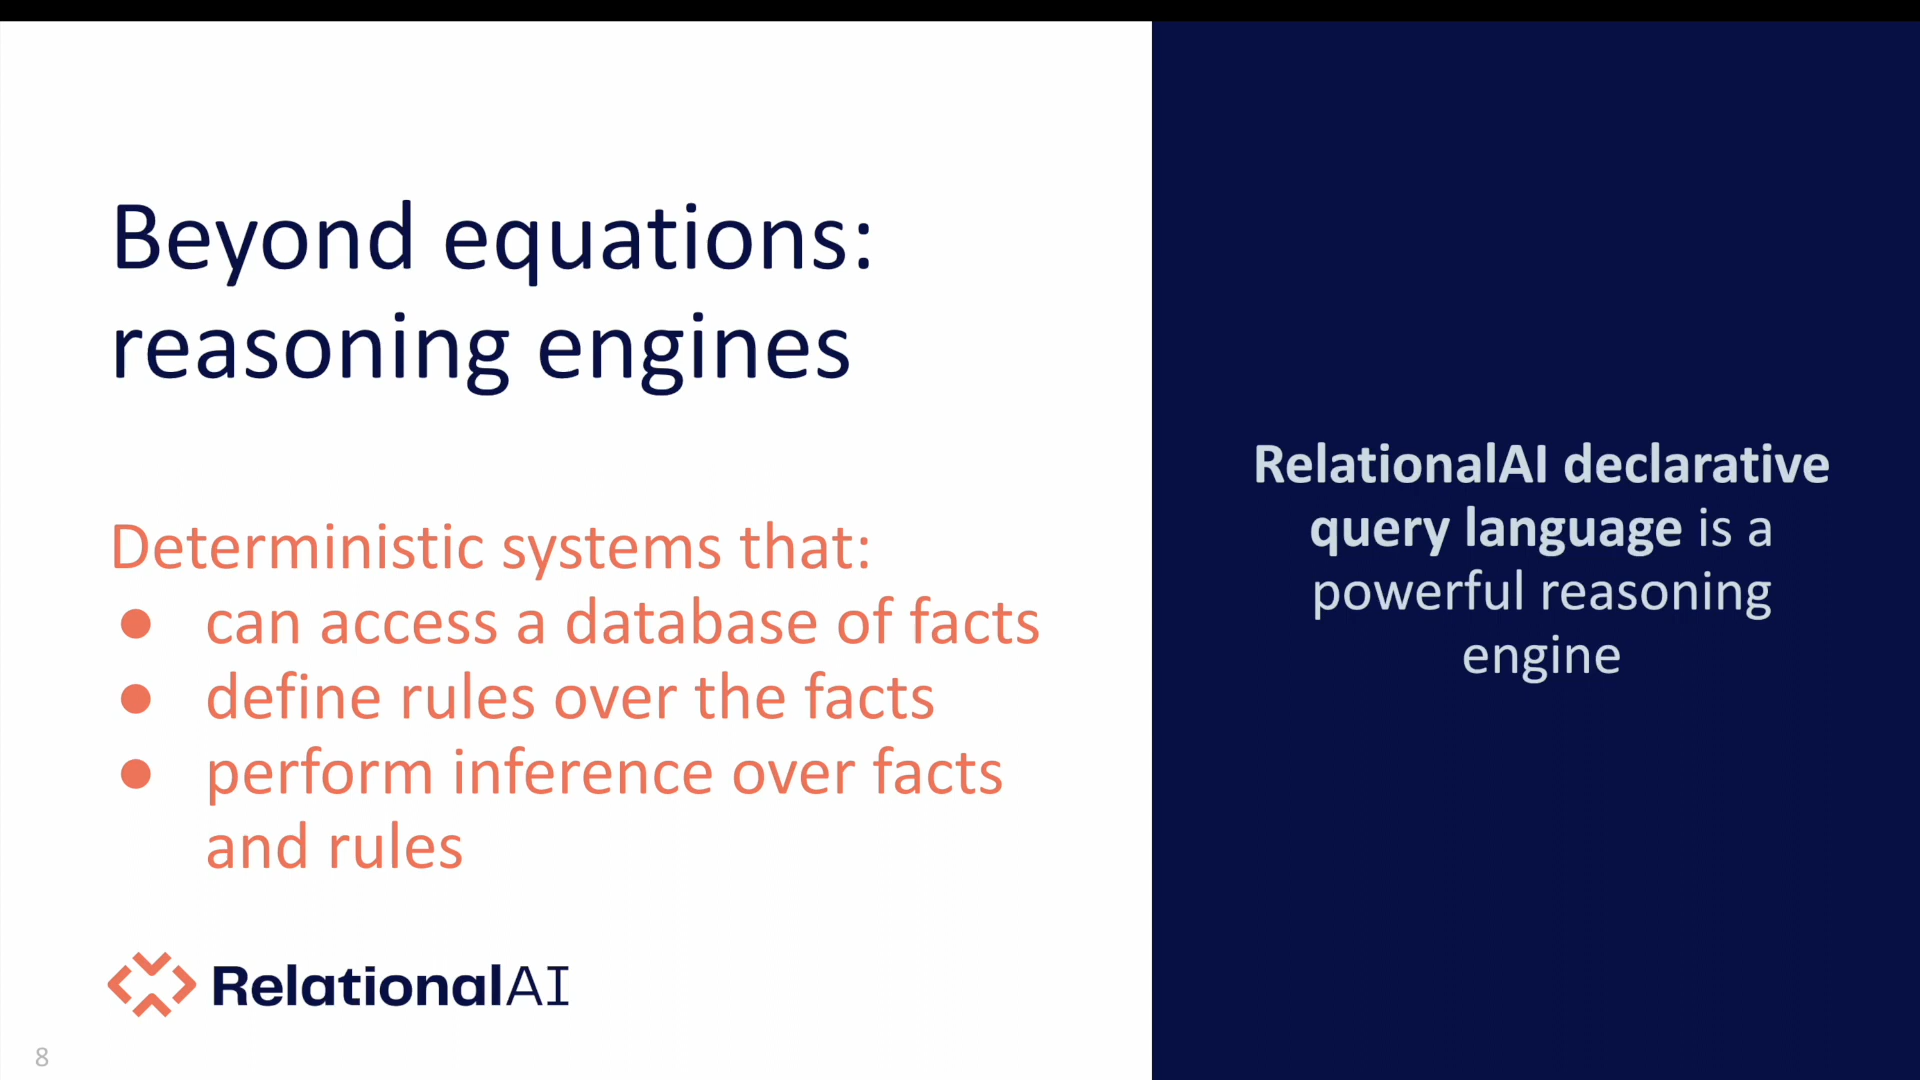 Beyond equations:
reasoning engines
Deterministic systems that:
● can access a database of facts
● define rules over the facts
● perform inference over facts
and rules
RelationalAI
8
RelationalAI declarative
query language is a
powerful reasoning
engine